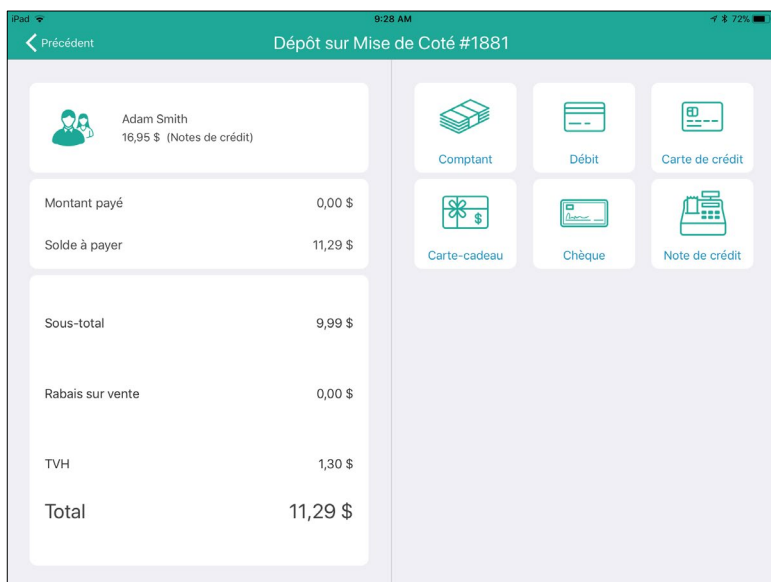 iPad 9:28 AM 72%
Précédent Dépôt sur Mise de Coté #1881
Adam Smith
16,95 $ (Notes de crédit)
Montant payé 0,00 $
Solde à payer 11,29 $
Sous-total 9,99 $
Rabais sur vente 0,00 $
TVH 1,30 $
Total 11,29 $
Comptant Débit Carte de crédit
$
Carte-cadeau Chèque Note de crédit